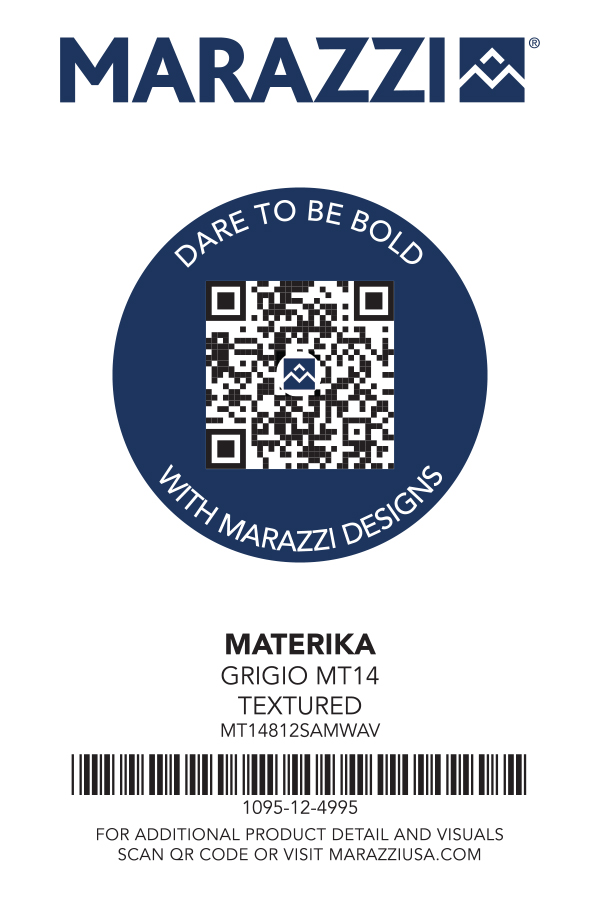 MARAZZI®
DARE TO BE BOLD
WITH MARAZZI DESIGNS
MATERIKA
GRIGIO MT14
TEXTURED
MT14812SAMWAV
1095-12-4995
FOR ADDITIONAL PRODUCT DETAIL AND VISUALS
SCAN QR CODE OR VISIT MARAZZIUSA.COM